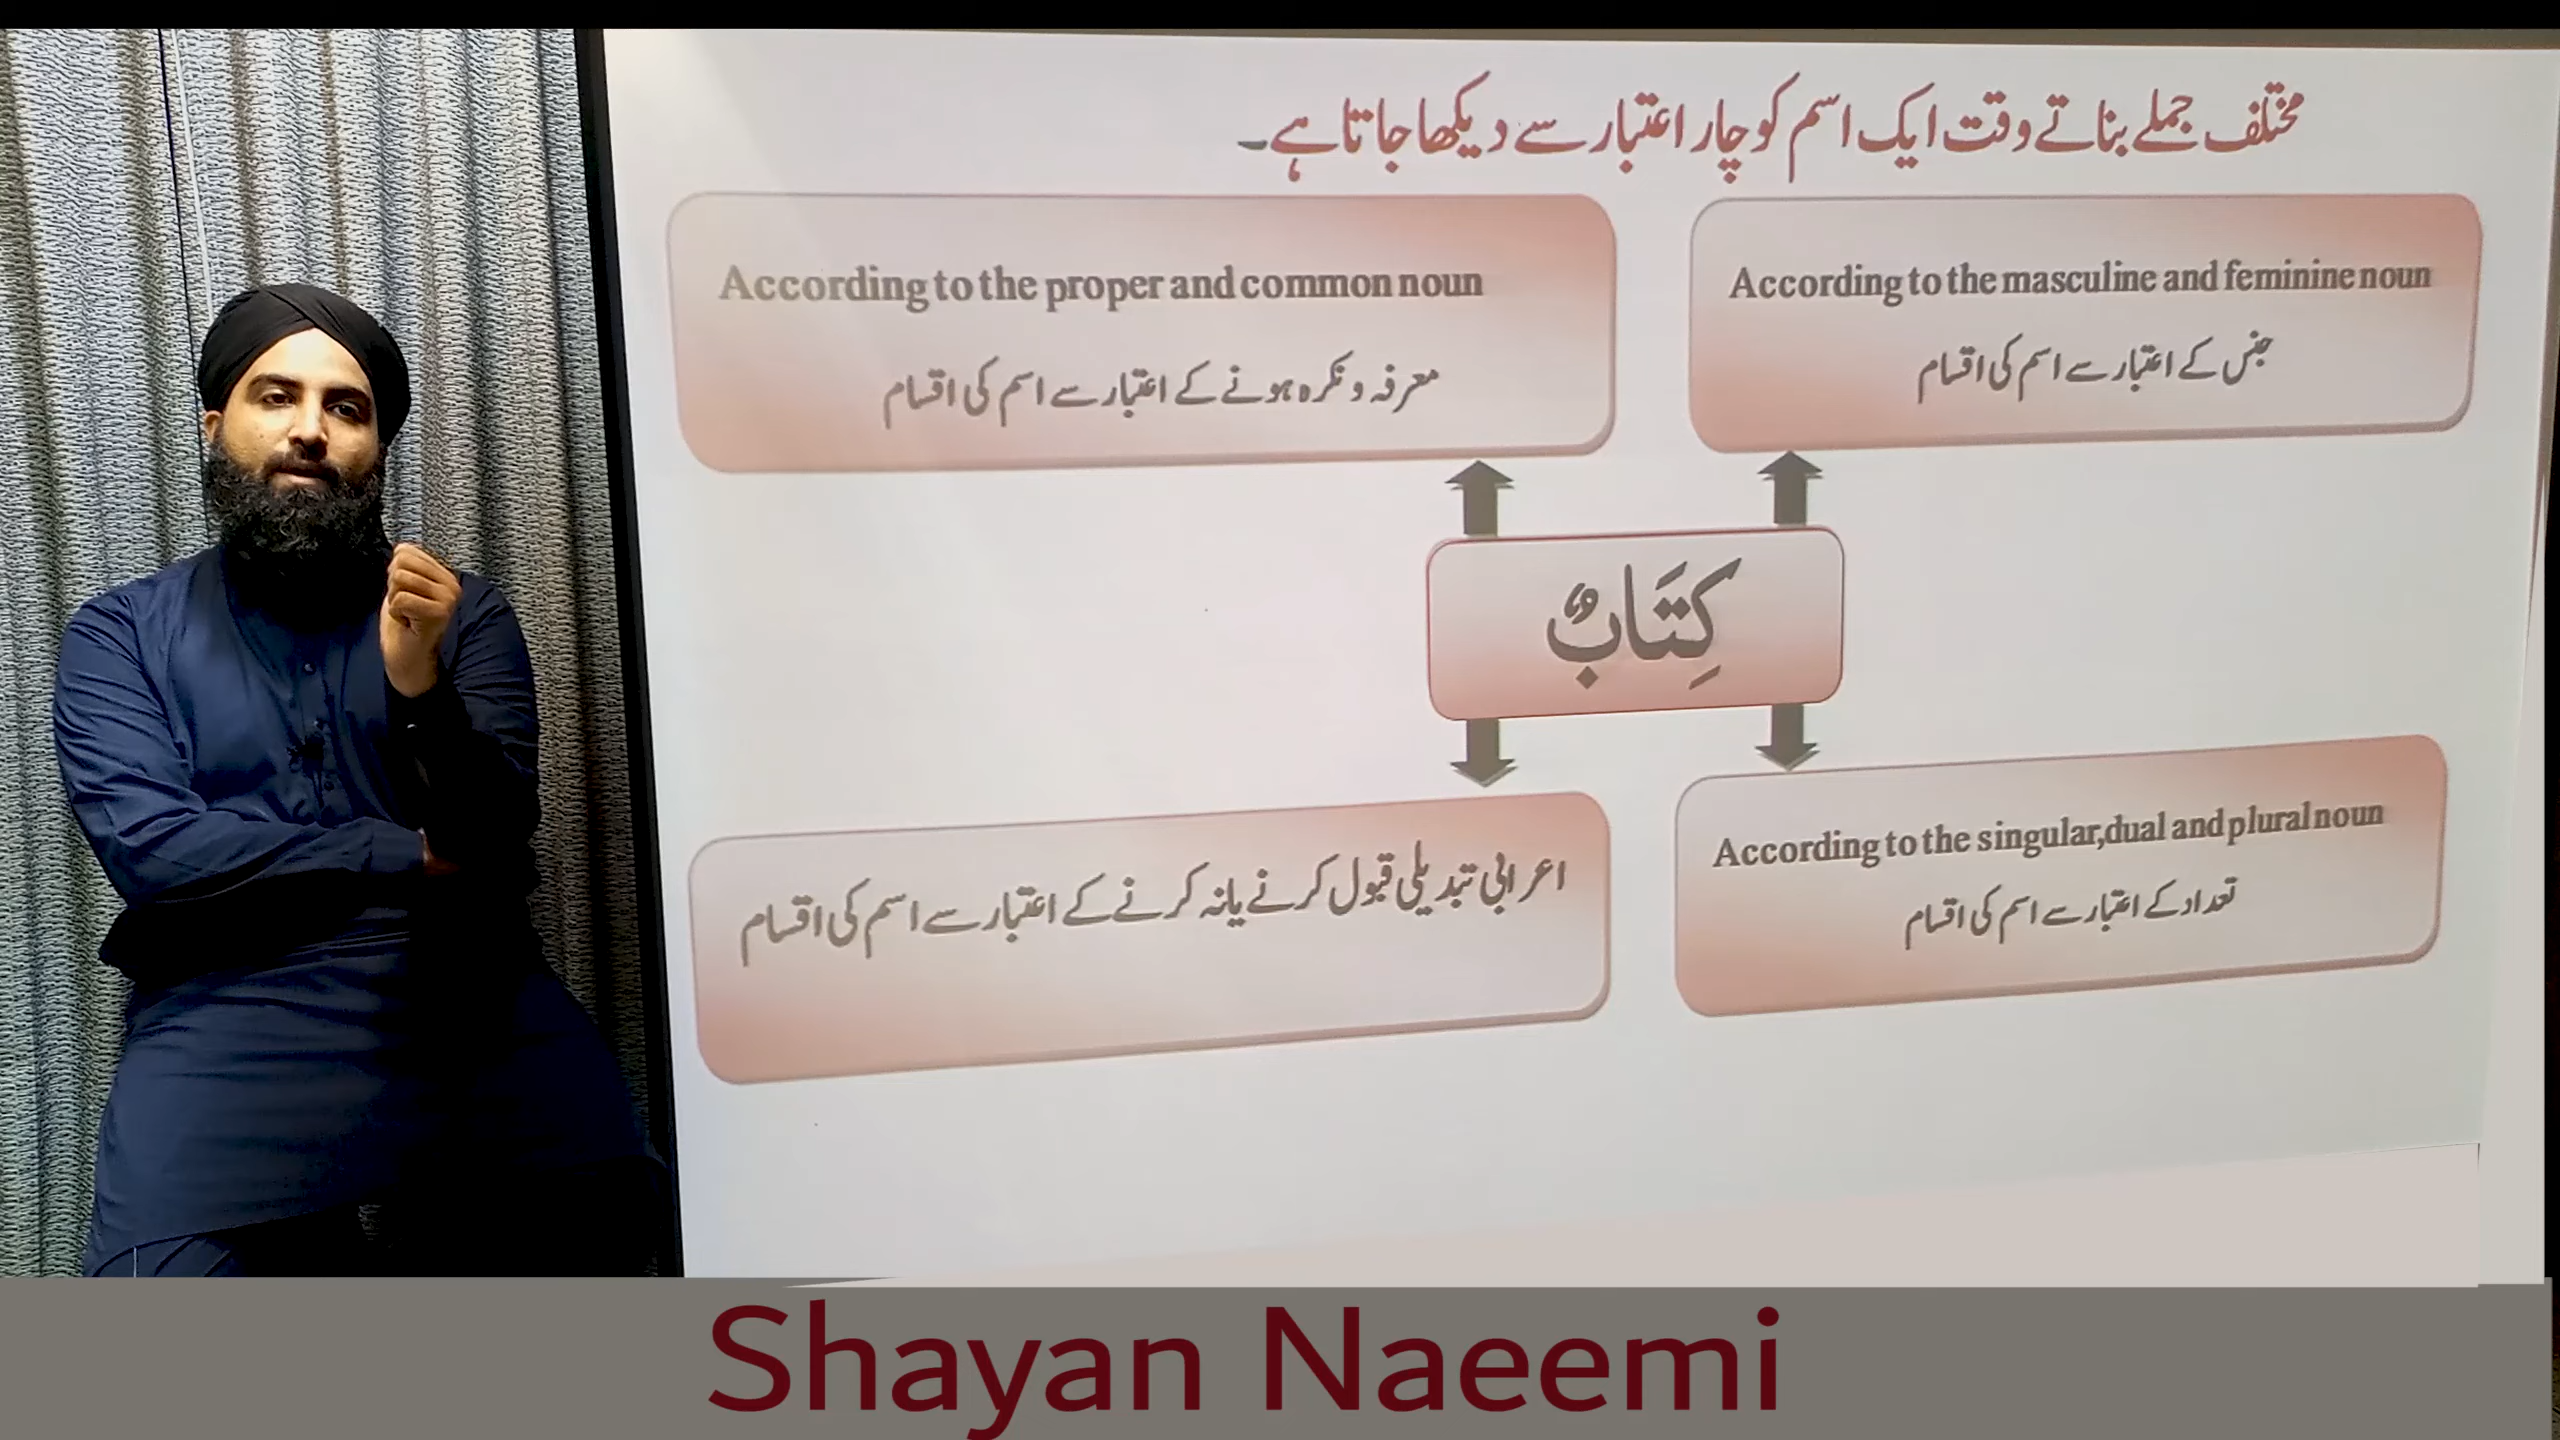 مختلف جملے بناتے وقت ایک اسم کو چار اعتبار سے دیکھا جاتا ہے۔
According to the proper and common noun
معرفہ و نکرہ ہونے کے اعتبار سے اسم کی اقسام
According to the masculine and feminine noun
جنس کے اعتبار سے اسم کی اقسام
كِتَابٌ
اعرابی تبدیلی قبول کرنے یا نہ کرنے کے اعتبار سے اسم کی اقسام
According to the singular,dual and plural noun
تعداد کے اعتبار سے اسم کی اقسام
Shayan Naeemi